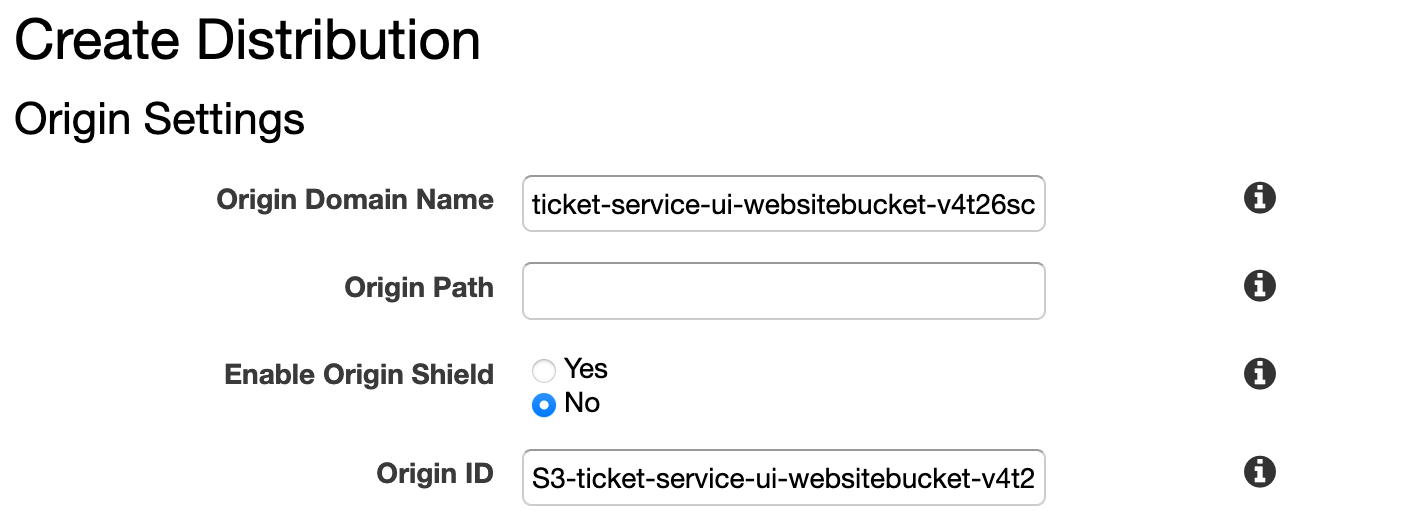 Create Distribution
Origin Settings
Origin Domain Name ticket-service-ui-websitebucket-v4t26sc
Origin Path
Enable Origin Shield Yes
No
Origin ID S3-ticket-service-ui-websitebucket-v4t2